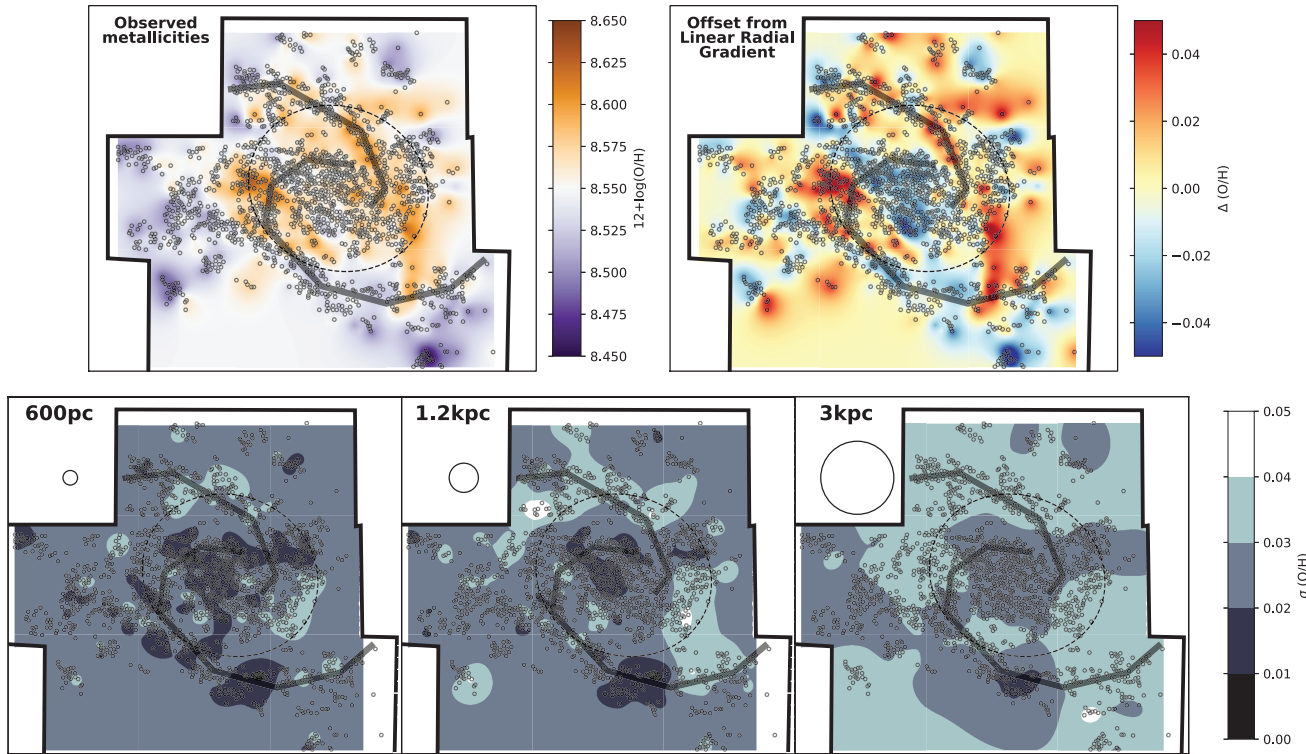 Observed
metallicities
8.650
8.625
8.600
8.575
8.550
8.525
8.500
8.475
8.450
12+log(O/H)
Offset from
Linear Radial
Gradient
0.04
0.02
0.00
−0.02
−0.04
Δ (O/H)
600pc
1.2kpc
3kpc
0.05
0.04
0.03
0.02
0.01
0.00
σ (O/H)